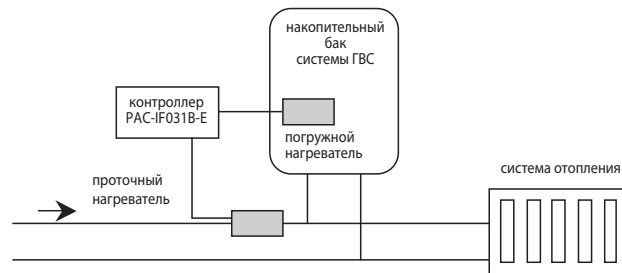 накопительный
бак
системы ГВС
контроллер
PAC-IF031B-E
погружной
нагреватель
система отопления
проточный
нагреватель